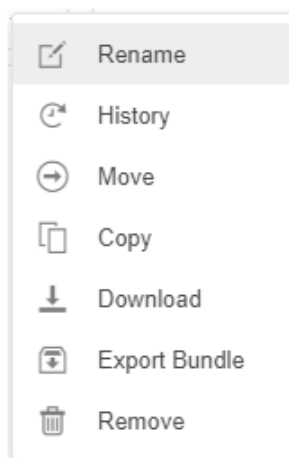 Rename
History
Move
Copy
Download
Export Bundle
Remove